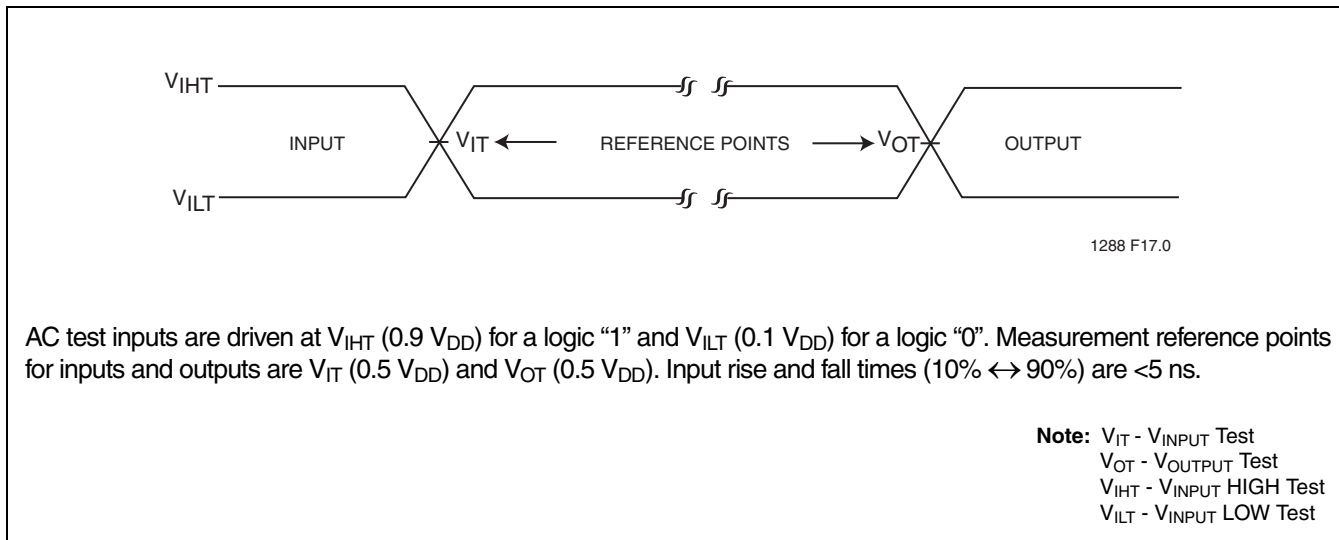 VIHT
INPUT VIT REFERENCE POINTS VOT OUTPUT
VILT
1288 F17.0
AC test inputs are driven at VIHT (0.9 VDD) for a logic “1” and VILT (0.1 VDD) for a logic “0”. Measurement reference points
for inputs and outputs are VIT (0.5 VDD) and VOT (0.5 VDD). Input rise and fall times (10% ↔ 90%) are <5 ns.
Note: VIT - VINPUT Test
VOT - VOUTPUT Test
VIHT - VINPUT HIGH Test
VILT - VINPUT LOW Test